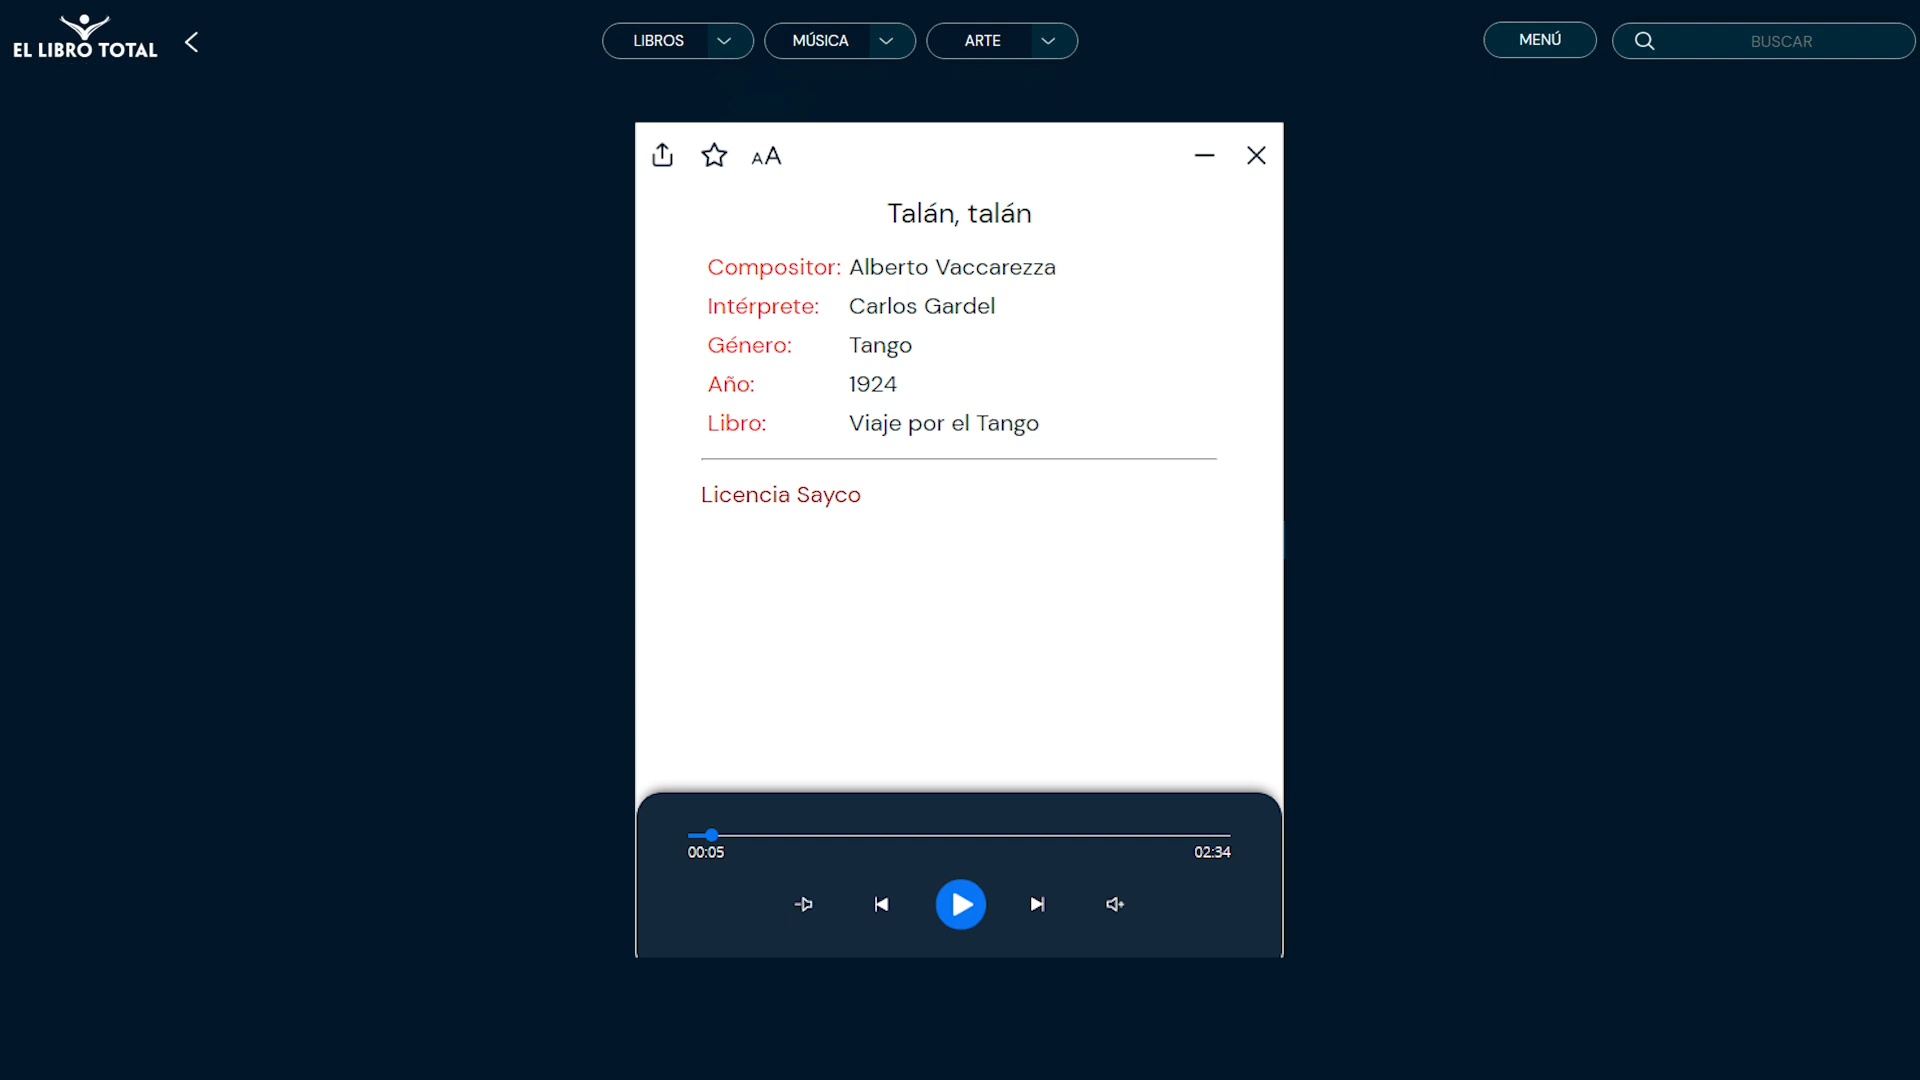 EL LIBRO TOTAL
LIBROS
MÚSICA
ARTE
MENÚ
BUSCAR
AA
Talán, talán
Compositor: Alberto Vaccarezza
Intérprete: Carlos Gardel
Género: Tango
Año: 1924
Libro: Viaje por el Tango
Licencia Sayco
00:05
02:34